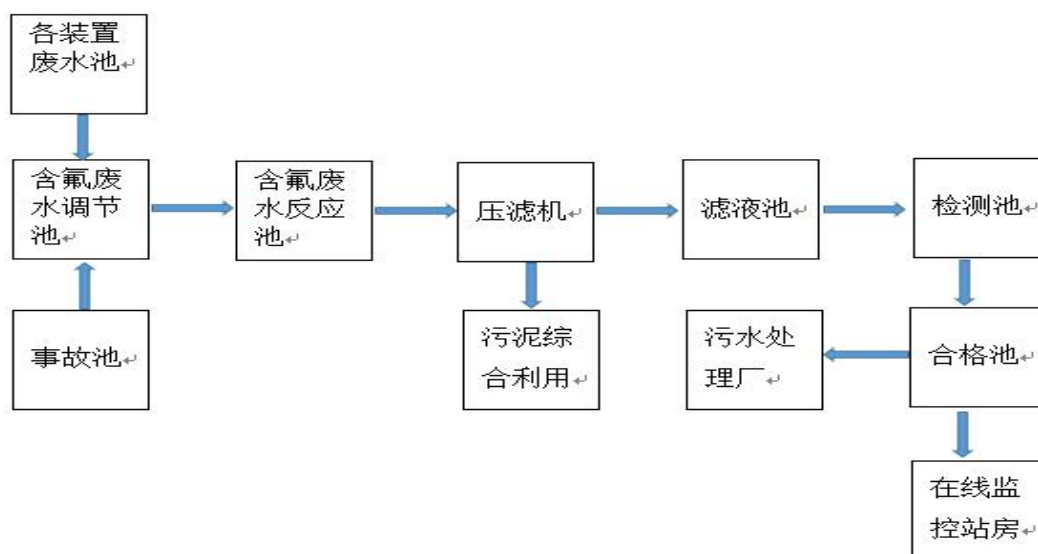 各装置
废水池
含氟废
水调节
池
含氟废
水反应
池
压滤机
滤液池
检测池
事故池
污泥综
合利用
污水处
理厂
合格池
在线监
控站房